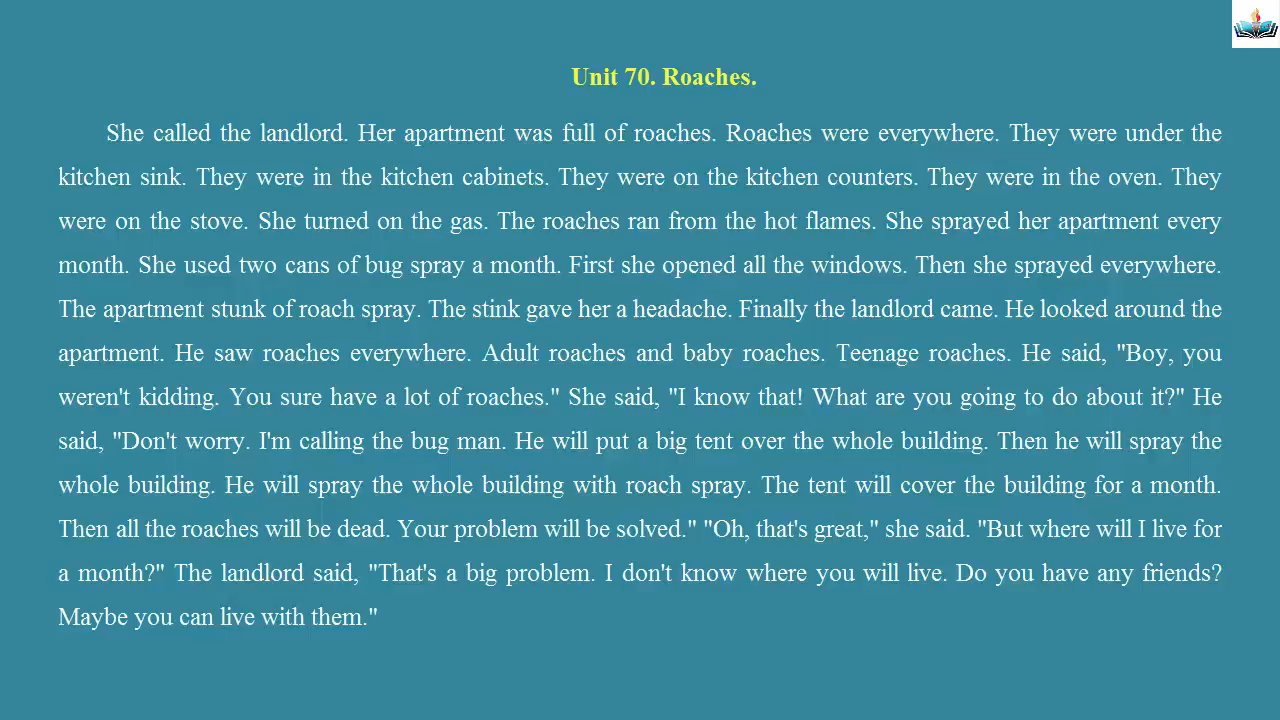 Unit 70. Roaches.
She called the landlord. Her apartment was full of roaches. Roaches were everywhere. They were under the
kitchen sink. They were in the kitchen cabinets. They were on the kitchen counters. They were in the oven. They
were on the stove. She turned on the gas. The roaches ran from the hot flames. She sprayed her apartment every
month. She used two cans of bug spray a month. First she opened all the windows. Then she sprayed everywhere.
The apartment stunk of roach spray. The stink gave her a headache. Finally the landlord came. He looked around the
apartment. He saw roaches everywhere. Adult roaches and baby roaches. Teenage roaches. He said, "Boy, you
weren't kidding. You sure have a lot of roaches." She said, "I know that! What are you going to do about it?" He
said, "Don't worry. I'm calling the bug man. He will put a big tent over the whole building. Then he will spray the
whole building. He will spray the whole building with roach spray. The tent will cover the building for a month.
Then all the roaches will be dead. Your problem will be solved." "Oh, that's great," she said. "But where will I live for
a month?" The landlord said, "That's a big problem. I don't know where you will live. Do you have any friends?
Maybe you can live with them."